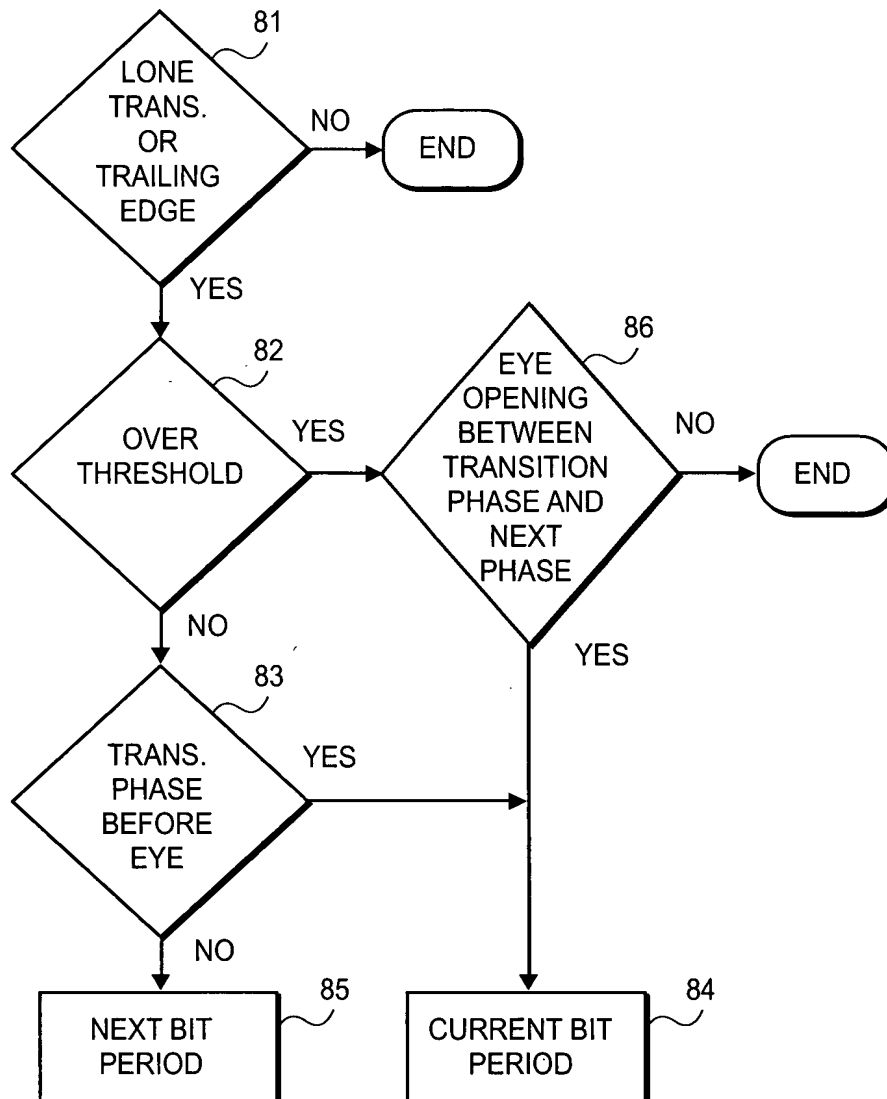 81
LONE
TRANS.
OR
TRAILING
EDGE
NO
END
YES
82
OVER
THRESHOLD
YES
86
EYE
OPENING
BETWEEN
TRANSITION
PHASE AND
NEXT
PHASE
NO
END
NO
YES
83
TRANS.
PHASE
BEFORE
EYE
YES
NO
85
NEXT BIT
PERIOD
84
CURRENT BIT
PERIOD